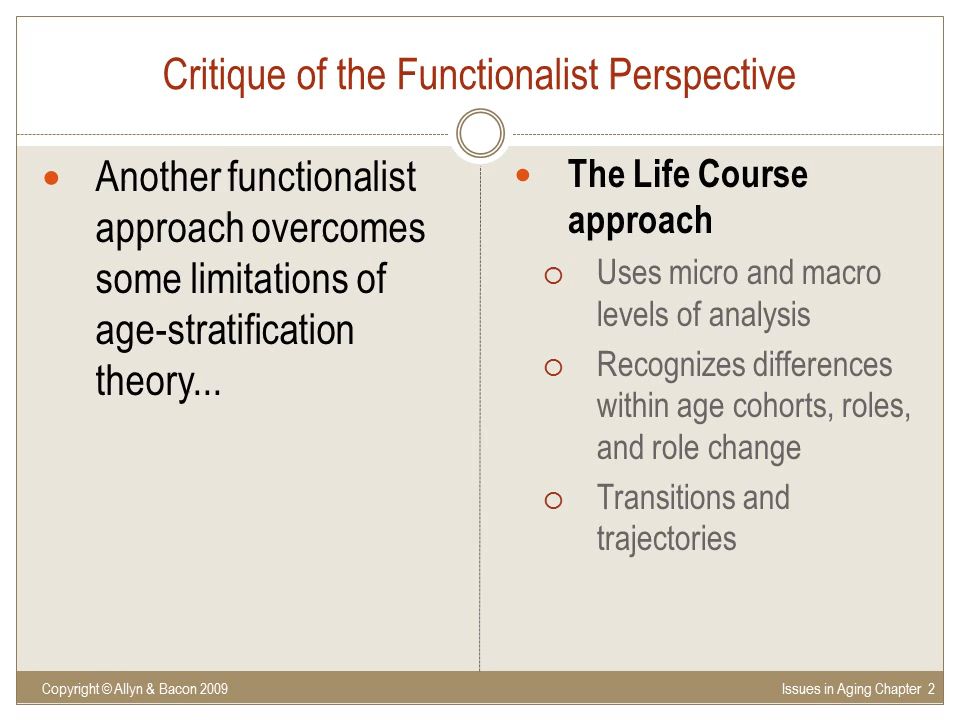 Critique of the Functionalist Perspective
Another functionalist
approach overcomes
some limitations of
age-stratification
theory...
The Life Course
approach
Uses micro and macro
levels of analysis
Recognizes differences
within age cohorts, roles,
and role change
Transitions and
trajectories
Copyright © Allyn & Bacon 2009
Issues in Aging Chapter 2